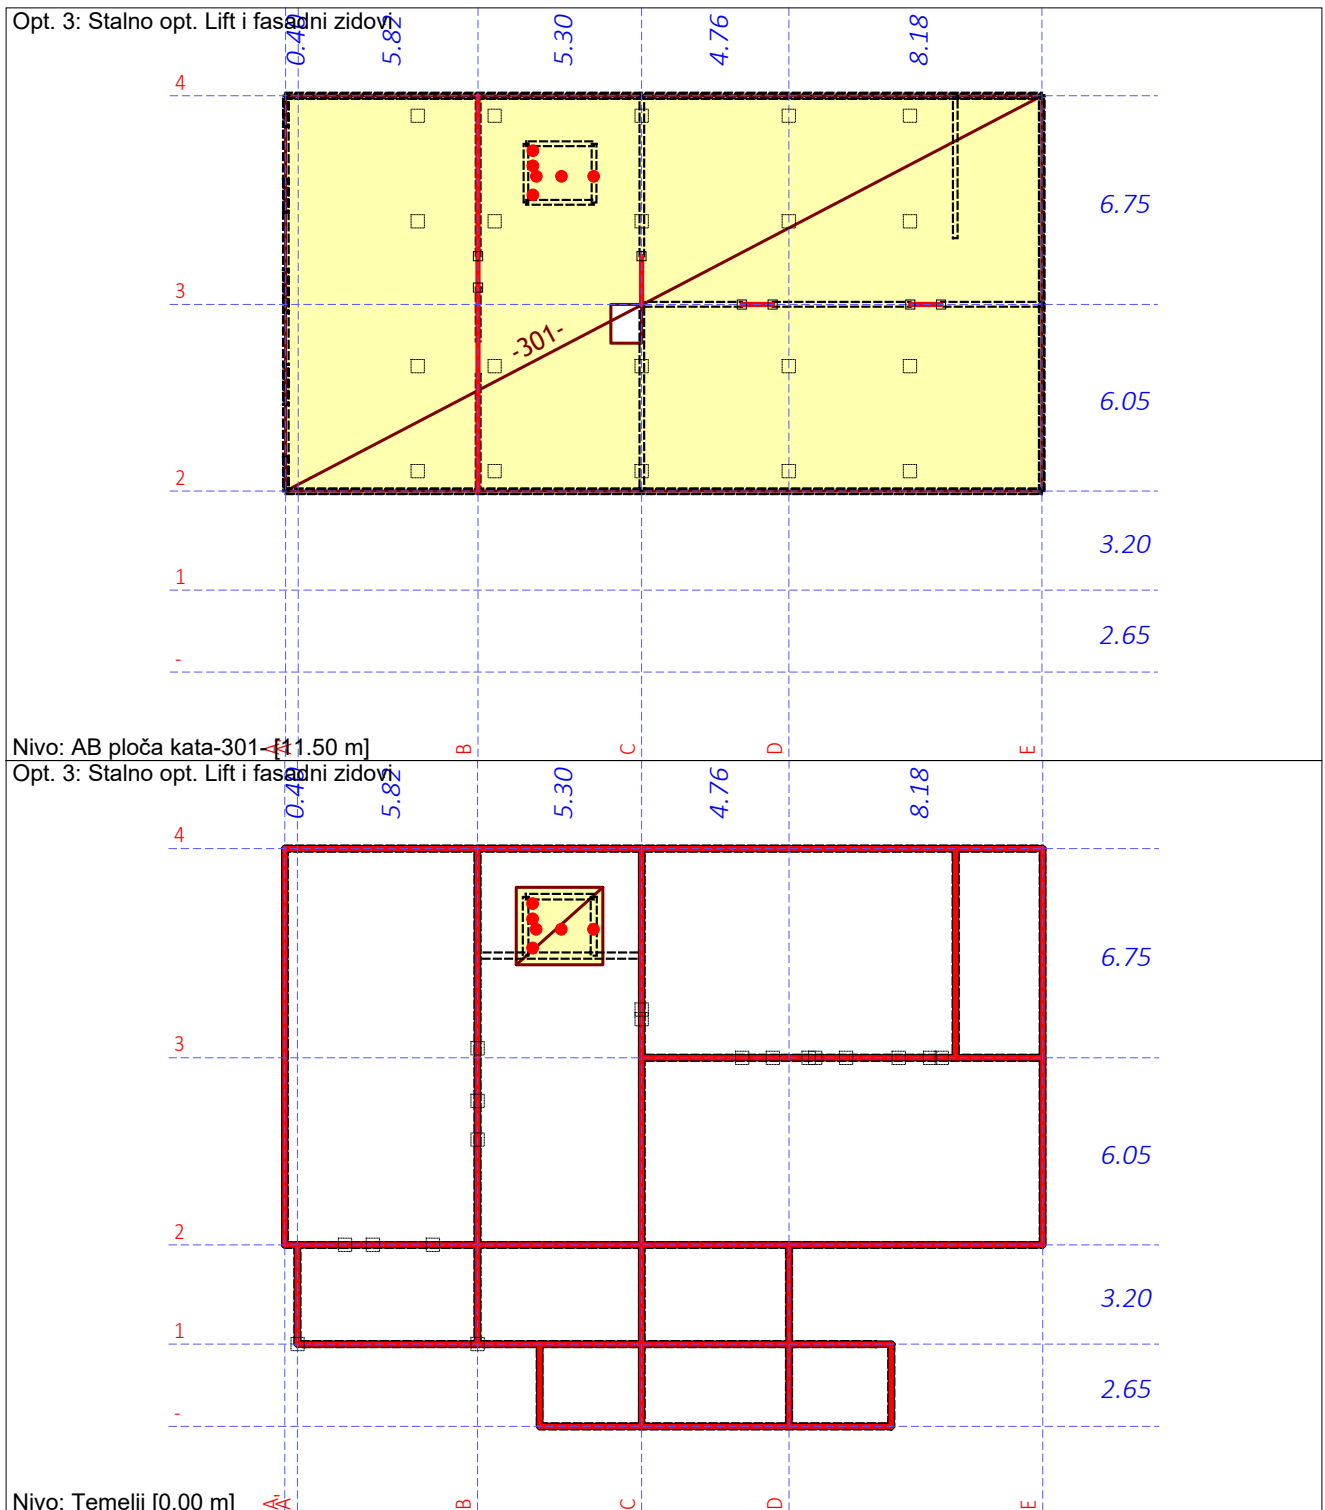 Opt. 3: Stalno opt. Lift i fasadni zidovi
0.40
5.82
5.30
4.76
8.18
4
6.75
3
-301-
6.05
2
3.20
1
2.65
-
Nivo: AB ploča kata-301- [11.50 m]
A
A'
B
C
D
E
Opt. 3: Stalno opt. Lift i fasadni zidovi
0.40
5.82
5.30
4.76
8.18
4
6.75
3
6.05
2
3.20
1
2.65
-
Nivo: Temelji [0.00 m]
A
A'
B
C
D
E